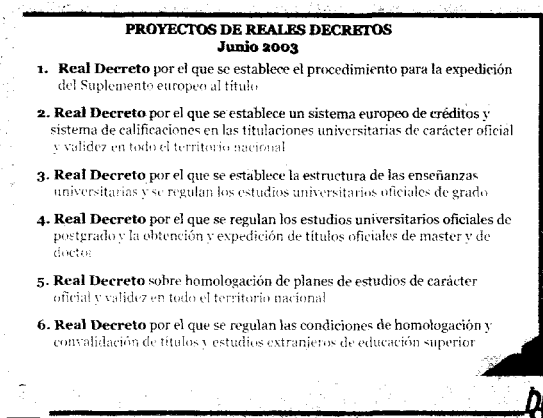 PROYECTOS DE REALES DECRETOS
Junio 2003
1. Real Decreto por el que se establece el procedimiento para la expedición
del Suplemento europeo al título
2. Real Decreto por el que se establece un sistema europeo de créditos y
sistema de calificaciones en las titulaciones universitarias de carácter oficial
y validez en todo el territorio nacional
3. Real Decreto por el que se establece la estructura de las enseñanzas
universitarias y se regulan los estudios universitarios oficiales de grado
4. Real Decreto por el que se regulan los estudios universitarios oficiales de
postgrado y la obtención y expedición de títulos oficiales de master y de
doctor
5. Real Decreto sobre homologación de planes de estudios de carácter
oficial y validez en todo el territorio nacional
6. Real Decreto por el que se regulan las condiciones de homologación y
convalidación de títulos y estudios extranjeros de educación superior